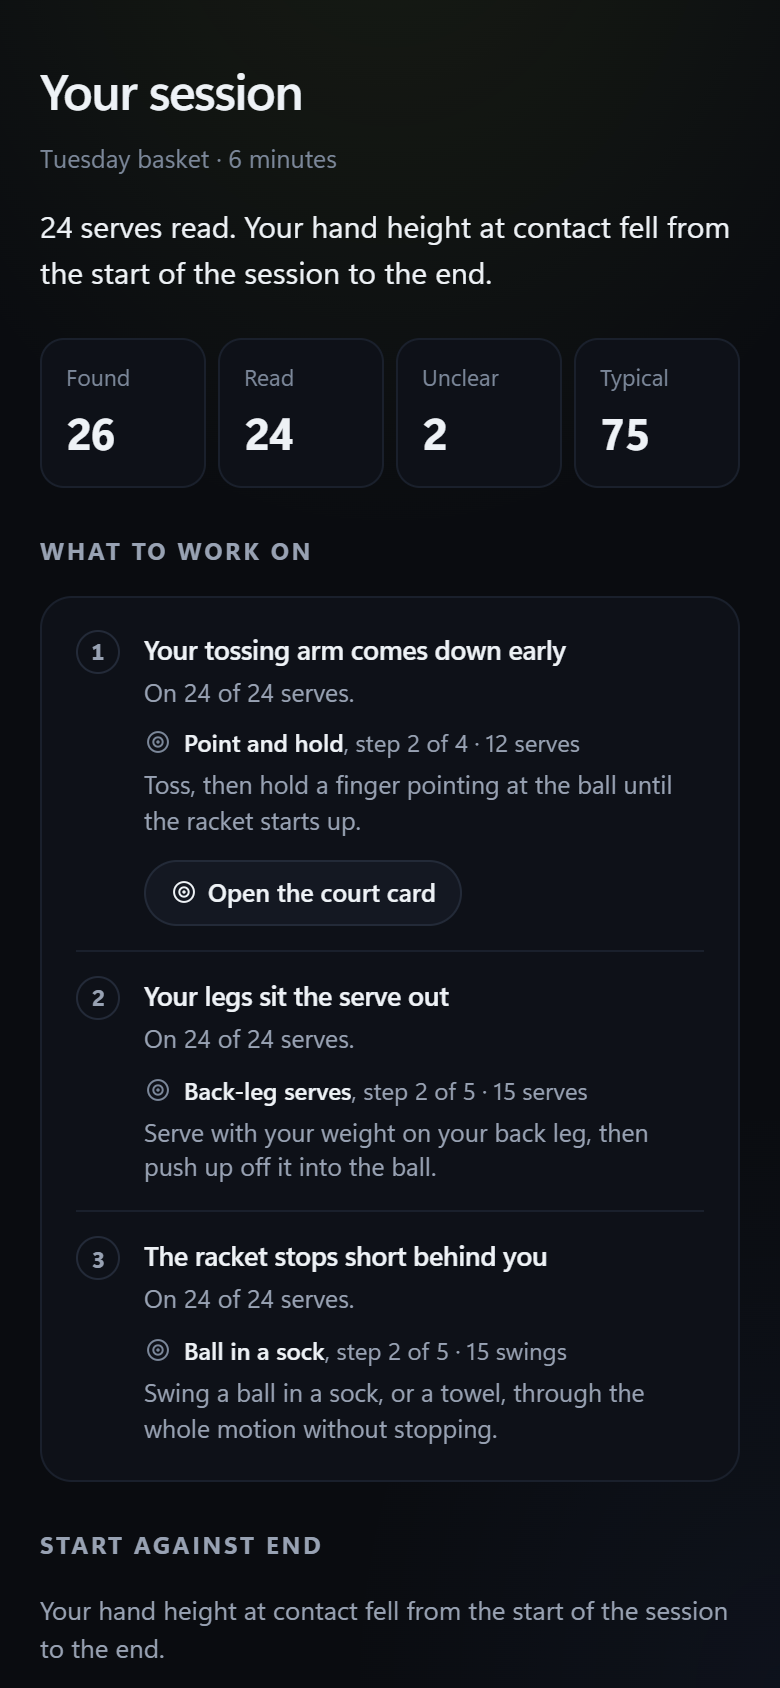 Your session
Tuesday basket · 6 minutes
24 serves read. Your hand height at contact fell from
the start of the session to the end.
Found
Read
Unclear
Typical
26
24
2
75
WHAT TO WORK ON
1
Your tossing arm comes down early
On 24 of 24 serves.
Point and hold, step 2 of 4 · 12 serves
Toss, then hold a finger pointing at the ball until
the racket starts up.
Open the court card
2
Your legs sit the serve out
On 24 of 24 serves.
Back-leg serves, step 2 of 5 · 15 serves
Serve with your weight on your back leg, then
push up off it into the ball.
3
The racket stops short behind you
On 24 of 24 serves.
Ball in a sock, step 2 of 5 · 15 swings
Swing a ball in a sock, or a towel, through the
whole motion without stopping.
START AGAINST END
Your hand height at contact fell from the start of the session
to the end.